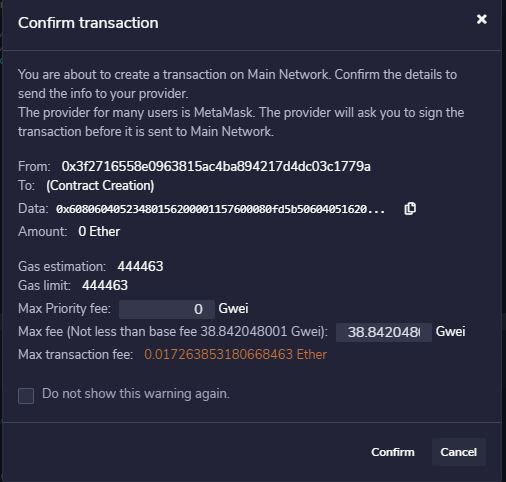 Confirm transaction
You are about to create a transaction on Main Network. Confirm the details to
send the info to your provider.
The provider for many users is MetaMask. The provider will ask you to sign the
transaction before it is sent to Main Network.
From: 0x3f2716558e0963815ac4ba894217d4dc03c1779a
To: (Contract Creation)
Data: 0x60806040523480156200001157600080fd5b50604051620...
Amount: 0 Ether
Gas estimation: 444463
Gas limit: 444463
Max Priority fee: 0 Gwei
Max fee (Not less than base fee 38.842048001 Gwei): 38.842048 Gwei
Max transaction fee: 0.017263853180668463 Ether
Do not show this warning again.
Confirm Cancel